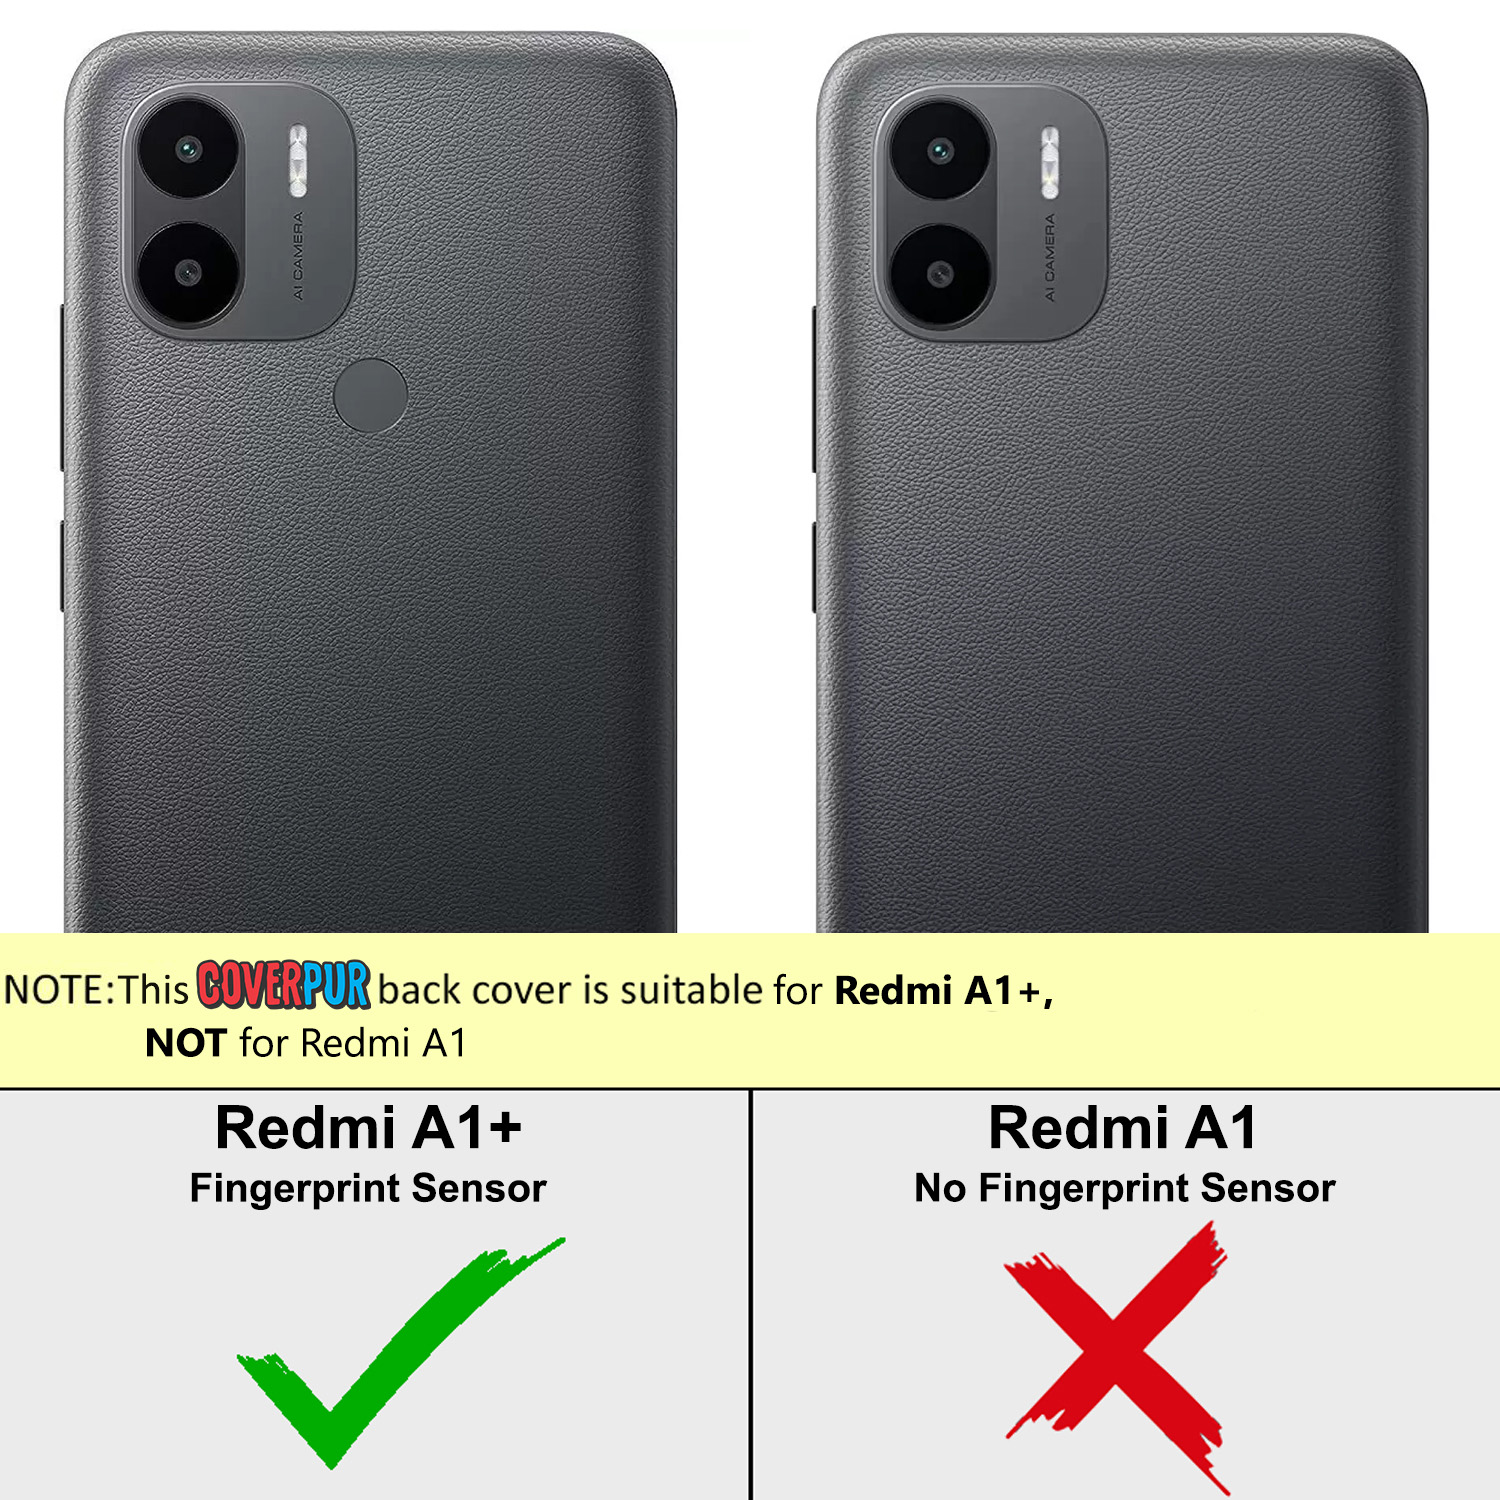 AI CAMERA
AI CAMERA
NOTE:This COVERPUR back cover is suitable for Redmi A1+,
NOT for Redmi A1
Redmi A1+
Fingerprint Sensor
Redmi A1
No Fingerprint Sensor